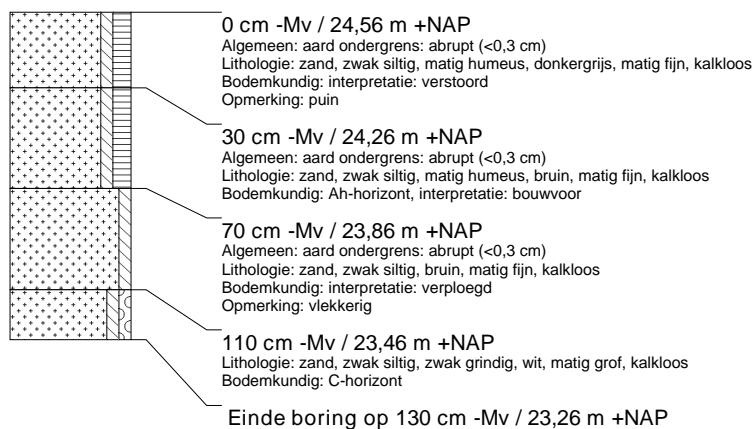 0 cm -Mv / 24,56 m +NAP
Algemeen: aard ondergrens: abrupt (<0,3 cm)
Lithologie: zand, zwak siltig, matig humeus, donkergrijs, matig fijn, kalkloos
Bodemkundig: interpretatie: verstoord
Opmerking: puin
30 cm -Mv / 24,26 m +NAP
Algemeen: aard ondergrens: abrupt (<0,3 cm)
Lithologie: zand, zwak siltig, matig humeus, bruin, matig fijn, kalkloos
Bodemkundig: Ah-horizont, interpretatie: bouwvoor
70 cm -Mv / 23,86 m +NAP
Algemeen: aard ondergrens: abrupt (<0,3 cm)
Lithologie: zand, zwak siltig, bruin, matig fijn, kalkloos
Bodemkundig: interpretatie: verploegd
Opmerking: vlekkerig
110 cm -Mv / 23,46 m +NAP
Lithologie: zand, zwak siltig, zwak grindig, wit, matig grof, kalkloos
Bodemkundig: C-horizont
Einde boring op 130 cm -Mv / 23,26 m +NAP